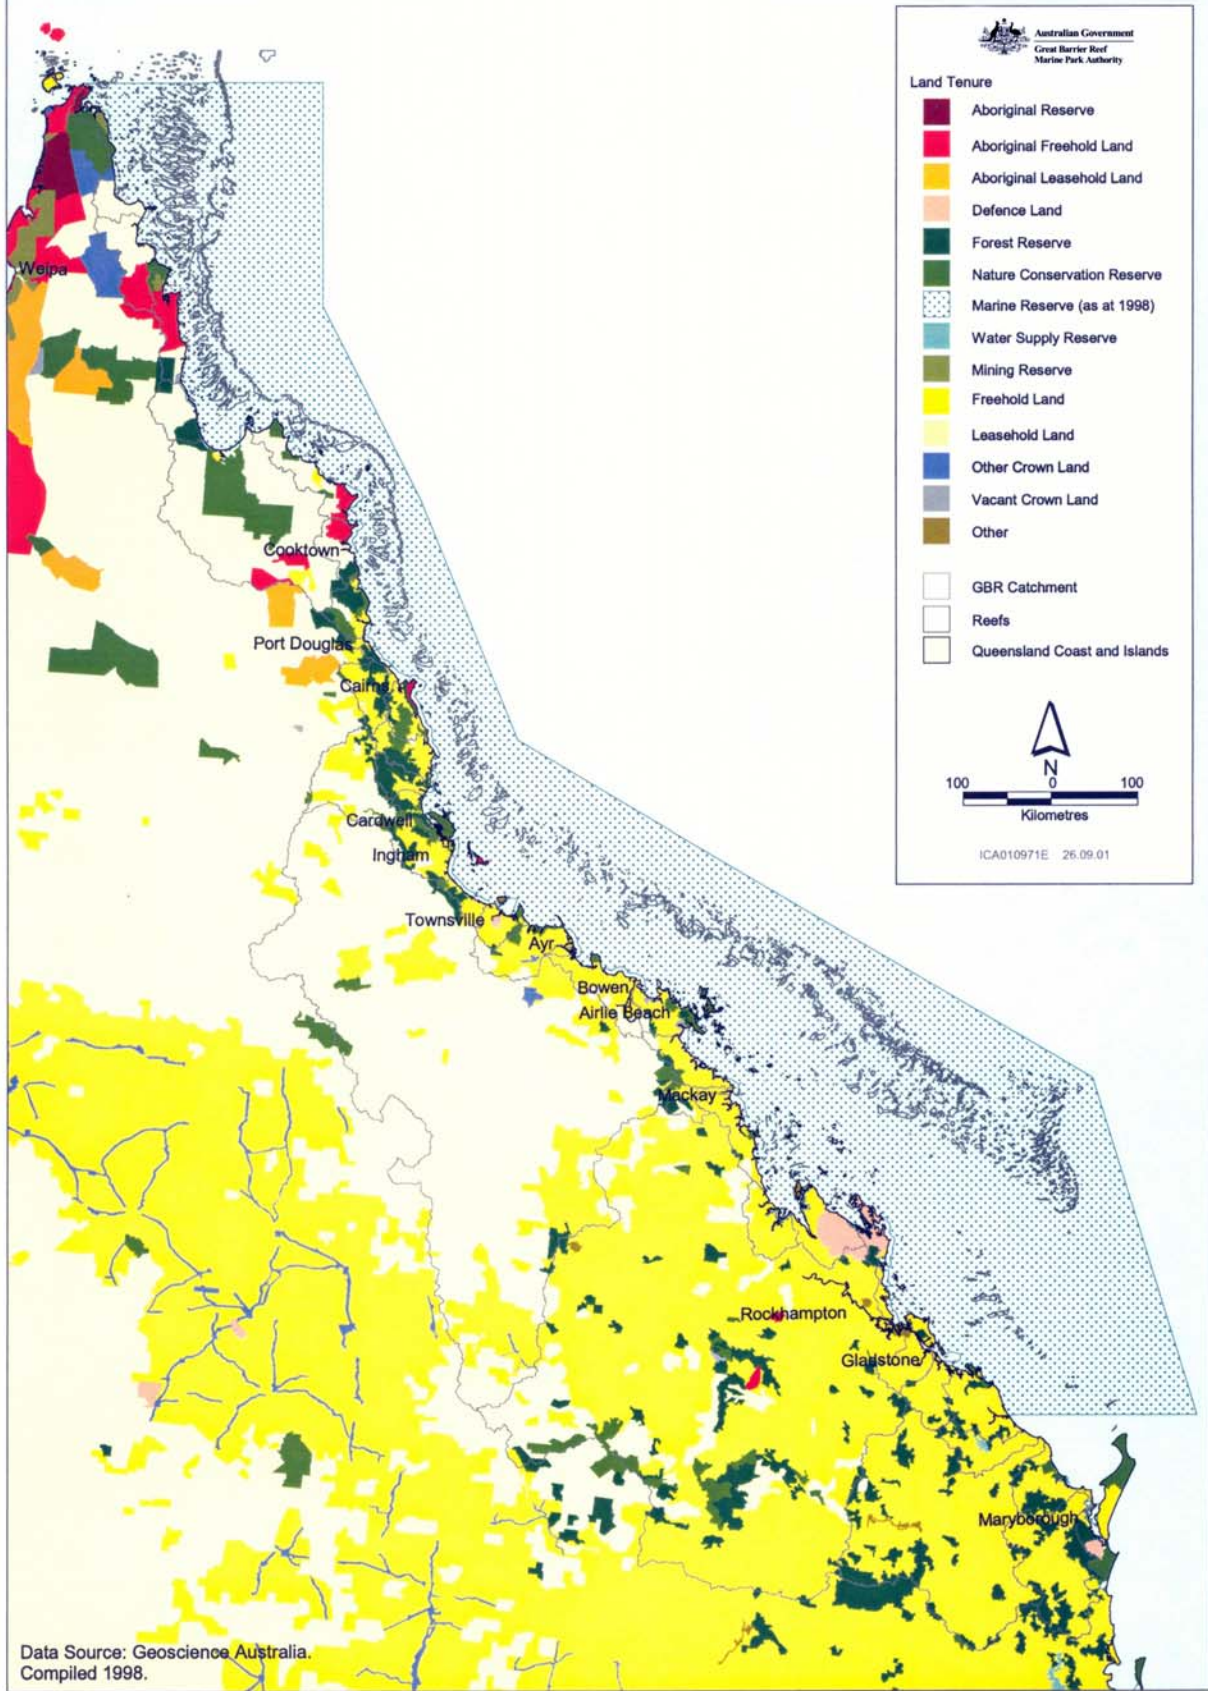 Australian Government
Great Barrier Reef
Marine Park Authority
Land Tenure
Aboriginal Reserve
Aboriginal Freehold Land
Aboriginal Leasehold Land
Defence Land
Forest Reserve
Nature Conservation Reserve
Marine Reserve (as at 1998)
Water Supply Reserve
Mining Reserve
Freehold Land
Leasehold Land
Other Crown Land
Vacant Crown Land
Other
GBR Catchment
Reefs
Queensland Coast and Islands
N
100 0 100
Kilometres
ICA010971E 26.09.01
Weipa
Cooktown
Port Douglas
Cairns
Cardwell
Ingham
Townsville
Ayr
Bowen
Airlie Beach
Mackay
Rockhampton
Gladstone
Maryborough
Data Source: Geoscience Australia.
Compiled 1998.